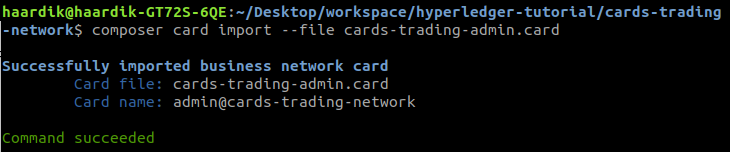 haardik@haardik-GT72S-6QE:~/Desktop/workspace/hyperledger-tutorial/cards-trading
-network$ composer card import --file cards-trading-admin.card
Successfully imported business network card
Card file: cards-trading-admin.card
Card name: admin@cards-trading-network
Command succeeded